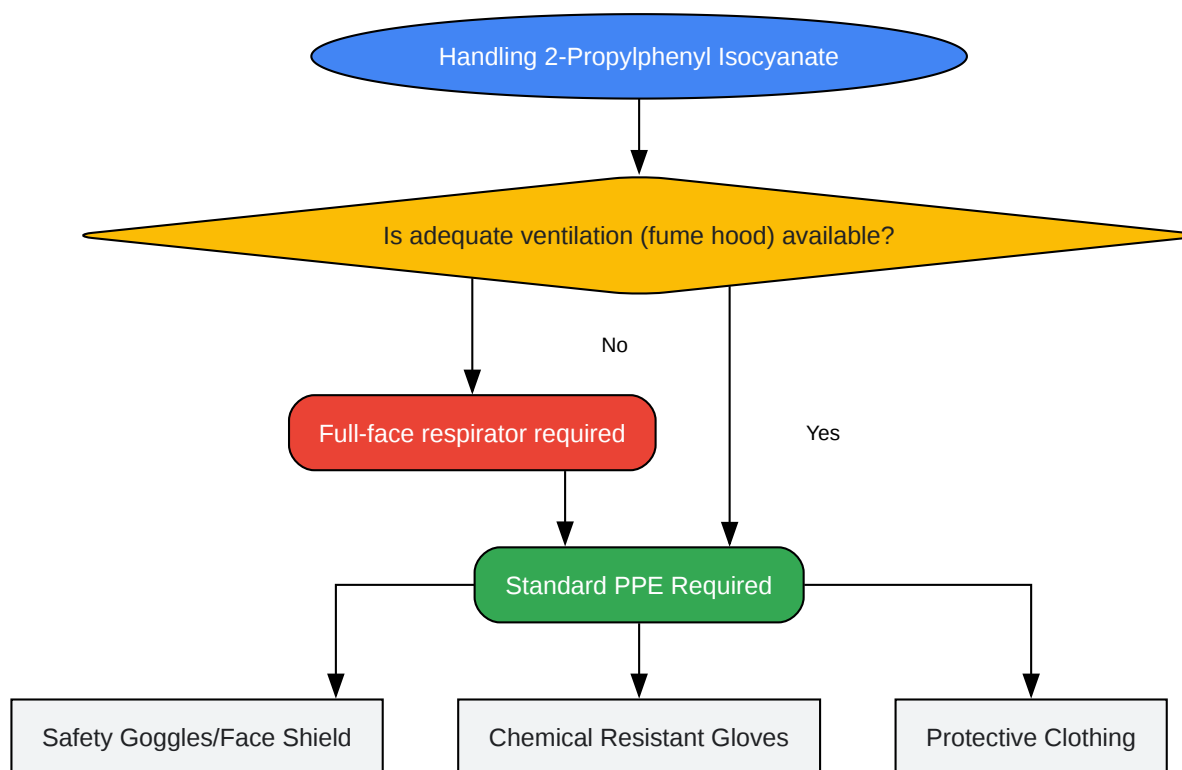 Handling 2-Propylphenyl Isocyanate
Is adequate ventilation (fume hood) available?
No
Full-face respirator required
Yes
Standard PPE Required
Safety Goggles/Face Shield
Chemical Resistant Gloves
Protective Clothing